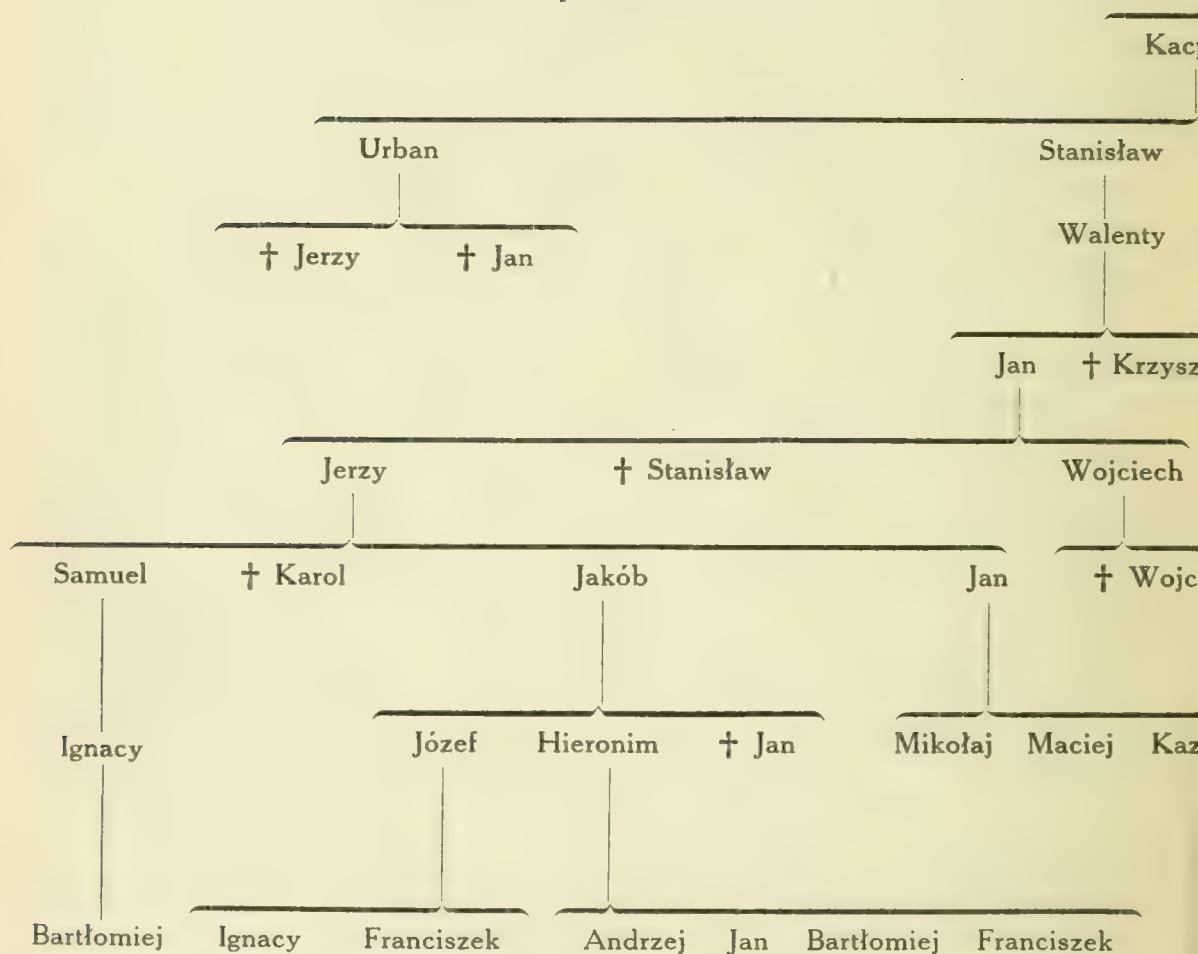 Urban Stanisław
† Jerzy † Jan Walenty
Jan †
Jerzy † Stanisław Wojciech
Samuel † Karol Jakób Jan †
Ignacy Józef Hieronim † Jan Mikołaj Maciej
Bartłomiej Ignacy Franciszek Andrzej Jan Bartłomiej Franciszek